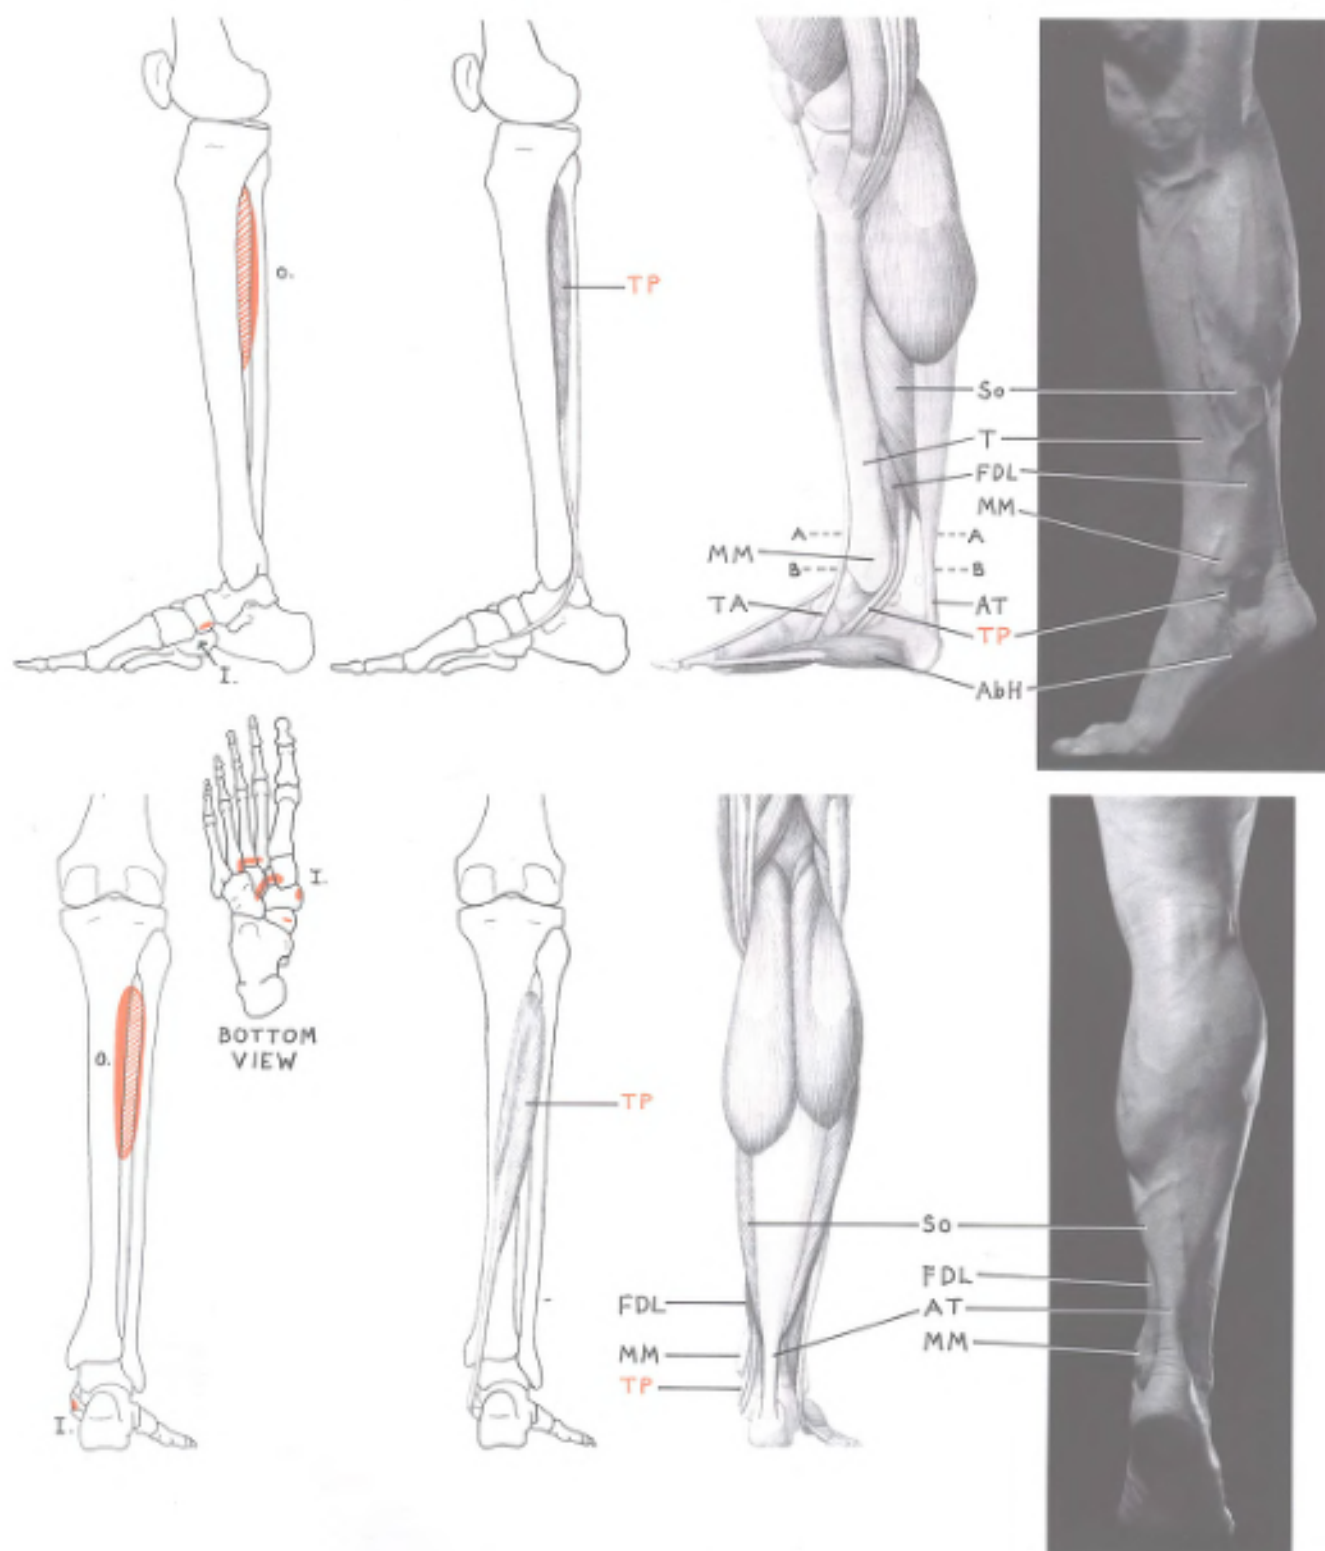 O.
TP
So
T
FDL
MM
A A
MM
B B
TA
AT
TP
AbH
I.
I.
BOTTOM
VIEW
O.
TP
So
FDL
FDL
AT
MM
MM
TP
I.